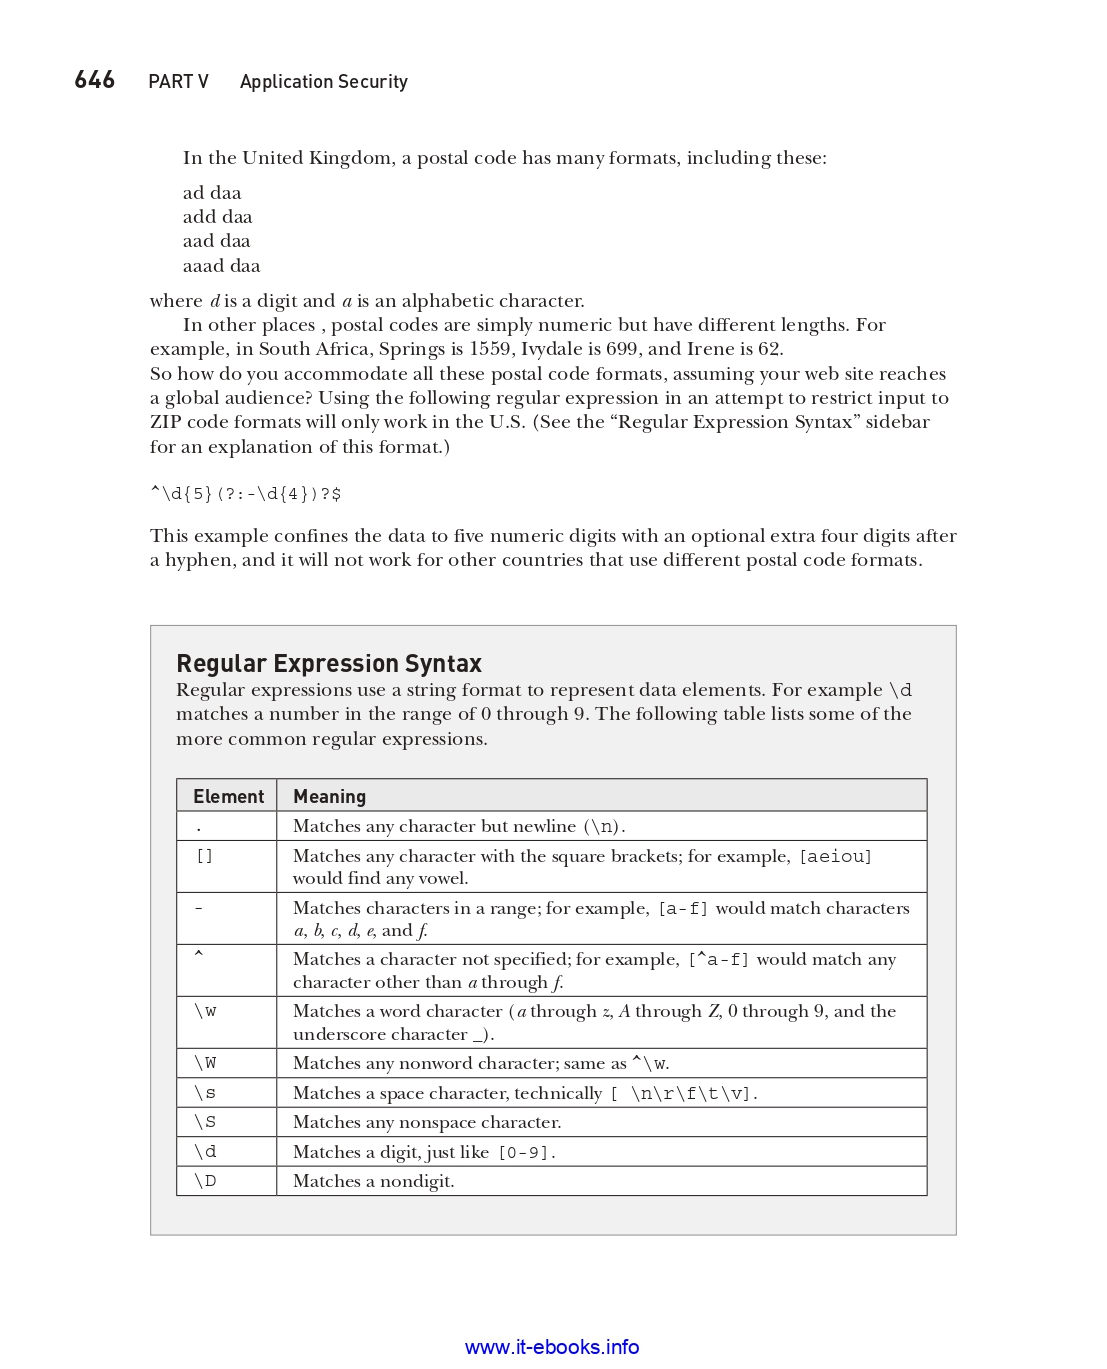 646 PART V Application Security
In the United Kingdom, a postal code has many formats, including these:
ad daa
add daa
aad daa
aaad daa
where d is a digit and a is an alphabetic character.
In other places , postal codes are simply numeric but have different lengths. For
example, in South Africa, Springs is 1559, Ivydale is 699, and Irene is 62.
So how do you accommodate all these postal code formats, assuming your web site reaches
a global audience? Using the following regular expression in an attempt to restrict input to
ZIP code formats will only work in the U.S. (See the “Regular Expression Syntax” sidebar
for an explanation of this format.)
^\d{5}(?:-\d{4})?$
This example confines the data to five numeric digits with an optional extra four digits after
a hyphen, and it will not work for other countries that use different postal code formats.
Regular Expression Syntax
Regular expressions use a string format to represent data elements. For example \d
matches a number in the range of 0 through 9. The following table lists some of the
more common regular expressions.
Element Meaning
. Matches any character but newline (\n).
[] Matches any character with the square brackets; for example, [aeiou]
would find any vowel.
- Matches characters in a range; for example, [a-f] would match characters
a, b, c, d, e, and f.
^ Matches a character not specified; for example, [^a-f] would match any
character other than a through f.
\w Matches a word character (a through z, A through Z, 0 through 9, and the
underscore character _).
\W Matches any nonword character; same as ^\w.
\s Matches a space character, technically [ \n\r\f\t\v].
\S Matches any nonspace character.
\d Matches a digit, just like [0-9].
\D Matches a nondigit.
www.it-ebooks.info